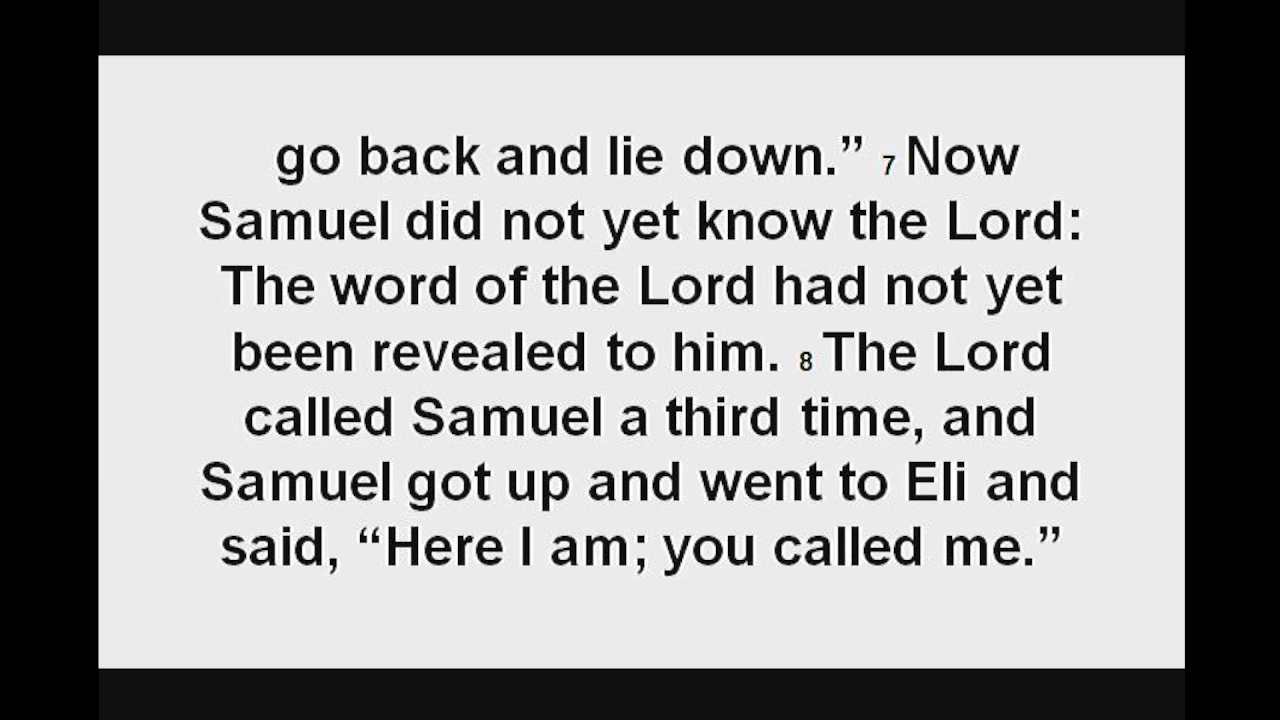 go back and lie down.” 7 Now
Samuel did not yet know the Lord:
The word of the Lord had not yet
been revealed to him. 8 The Lord
called Samuel a third time, and
Samuel got up and went to Eli and
said, “Here I am; you called me.”